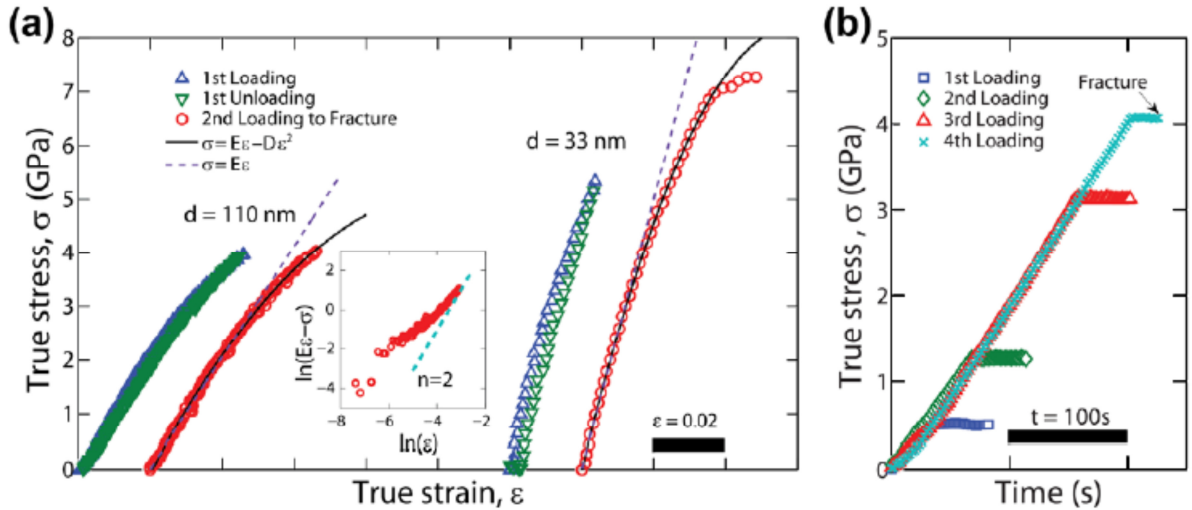 (a)
8
7
6
5
4
3
2
1
0
True stress, σ (GPa)
1st Loading
1st Unloading
2nd Loading to Fracture
σ=Eε−Dε²
σ=Eε
d = 110 nm
d = 33 nm
2
0
−2
−4
−8 −6 −4 −2
ln(Eε−σ)
ln(ε)
n=2
ε = 0.02
True strain, ε
(b)
5
4
3
2
1
0
True stress, σ (GPa)
1st Loading
2nd Loading
3rd Loading
4th Loading
Fracture
t = 100s
Time (s)